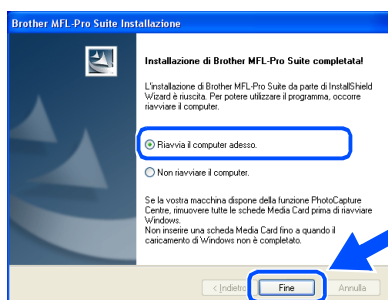 Brother MFL-Pro Suite Installazione
Installazione di Brother MFL-Pro Suite completata!
L'installazione di Brother MFL-Pro Suite da parte di InstallShield
Wizard è riuscita. Per potere utilizzare il programma, occorre
riavviare il computer.
Riavvia il computer adesso.
Non riavviare il computer.
Se la vostra macchina dispone della funzione PhotoCapture
Centre, rimuovere tutte le schede Media Card prima di riavviare
Windows.
Non inserire una scheda Media Card fino a quando il
caricamento di Windows non è completato.
< Indietro Fine Annulla